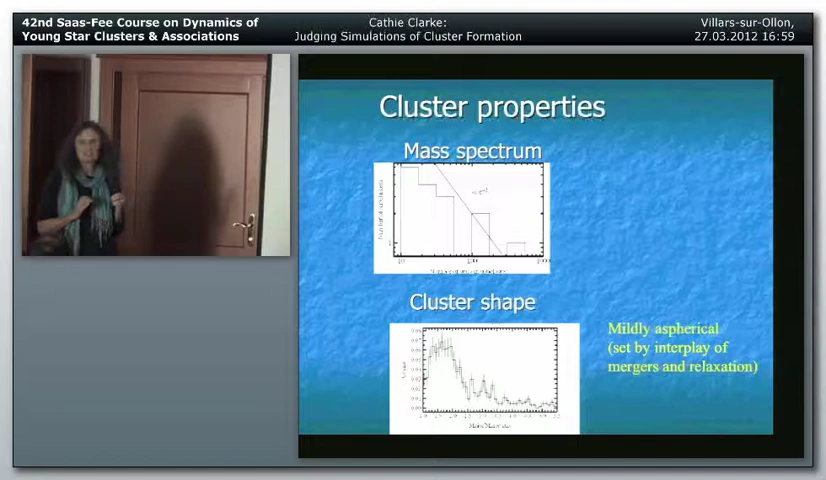 42nd Saas-Fee Course on Dynamics of
Young Star Clusters & Associations
Cathie Clarke:
Judging Simulations of Cluster Formation
Villars-sur-Ollon,
27.03.2012 16:59
Cluster properties
Mass spectrum
Cluster shape
Mildly aspherical
(set by interplay of
mergers and relaxation)